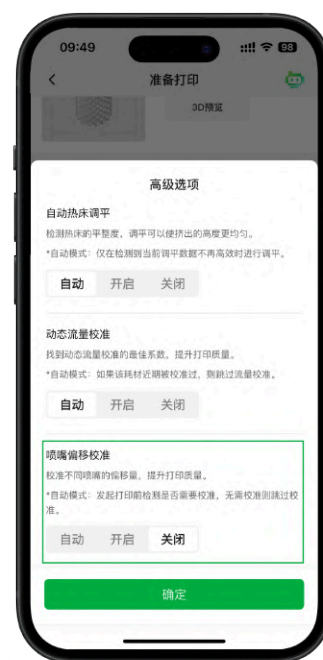 09:49
98
准备打印
3D预览
高级选项
自动热床调平
检测热床的平整度，调平可以使挤出的高度更均匀。
*自动模式：仅在检测到当前调平数据不再高效时进行调平。
自动 开启 关闭
动态流量校准
找到动态流量校准的最佳系数，提升打印质量。
*自动模式：如果该耗材近期被校准过，则跳过流量校准。
自动 开启 关闭
喷嘴偏移校准
校准不同喷嘴的偏移量，提升打印质量。
*自动模式：发起打印前检测是否需要校准，无需校准则跳过校
准。
自动 开启 关闭
确定